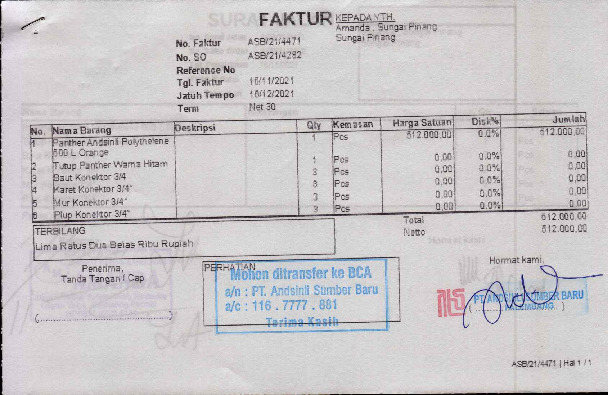 FAKTUR
KEPADA YTH.
Amanda , Sungai Pinang
Sungai Pinang
No. Faktur ASB/21/4471
No. SO ASB/21/4282
Reference No
Tgl. Faktur 16/11/2021
Jatuh Tempo 16/12/2021
Term Net 30
No. Nama Barang Deskripsi Qty Kemasan Harga Satuan Disk% Jumlah
1 Panther Andsini Polythelene 1 Pcs 512.000,00 0.0% 512.000,00
500 L Orange
2 Tutup Panther Warna Hitam 1 Pcs 0,00 0.0% 0,00
3 Baut Konektor 3/4 3 Pcs 0,00 0.0% 0,00
4 Karet Konektor 3/4" 3 Pcs 0,00 0.0% 0,00
5 Mur Konektor 3/4" 3 Pcs 0,00 0.0% 0,00
6 Plup Konektor 3/4" 3 Pcs 0,00 0.0% 0,00
Total 512.000,00
Netto 512.000,00
TERBILANG
Lima Ratus Dua Belas Ribu Rupiah
Penerima,
Tanda Tangan / Cap
PERHATIAN
Mohon ditransfer ke BCA
a/n : PT. Andsinli Sumber Baru
a/c : 116 . 7777 . 881
Terima Kasih
Hormat kami,
PT. ANDSINLI SUMBER BARU
PALEMBANG
ASB/21/4471 | Hal 1 / 1